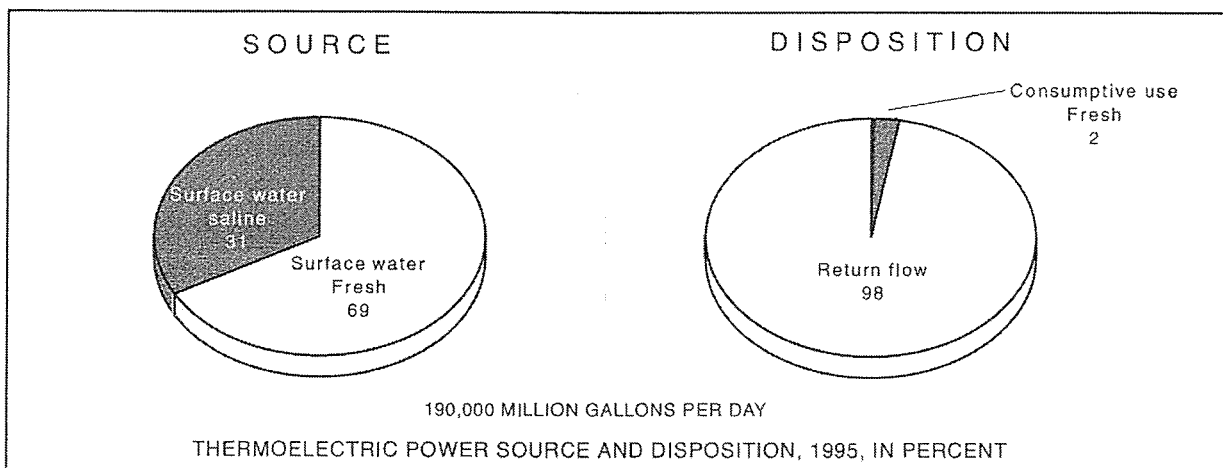 SOURCE
Surface water
saline
31
Surface water
Fresh
69
DISPOSITION
Consumptive use
Fresh
2
Return flow
98
190,000 MILLION GALLONS PER DAY
THERMOELECTRIC POWER SOURCE AND DISPOSITION, 1995, IN PERCENT